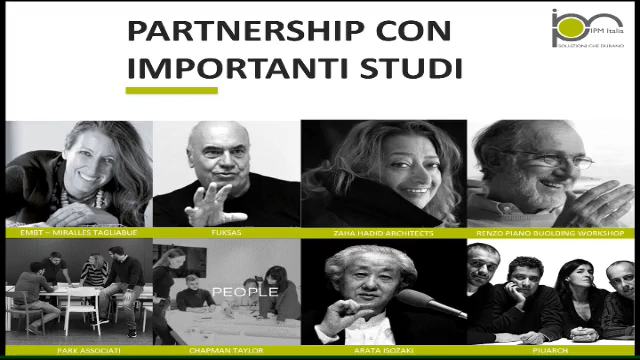 PARTNERSHIP CON
IMPORTANTI STUDI
IPM Italia
SOLUZIONI CHE DURANO
EMBT – MIRALLES TAGLIABUE
FUKSAS
ZAHA HADID ARCHITECTS
RENZO PIANO BUOLDING WORKSHOP
PEOPLE
PARK ASSOCIATI
CHAPMAN TAYLOR
ARATA ISOZAKI
PIUARCH